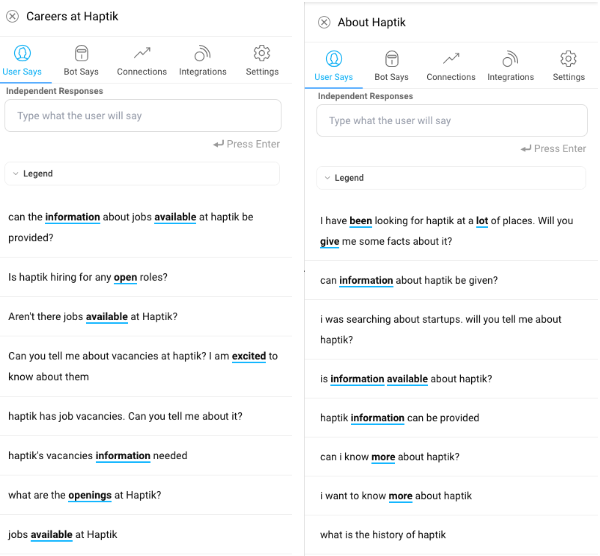 Careers at Haptik
User Says
Bot Says
Connections
Integrations
Settings
Independent Responses
Type what the user will say
Press Enter
Legend
can the information about jobs available at haptik be
provided?
Is haptik hiring for any open roles?
Aren't there jobs available at Haptik?
Can you tell me about vacancies at haptik? I am excited to
know about them
haptik has job vacancies. Can you tell me about it?
haptik's vacancies information needed
what are the openings at Haptik?
jobs available at Haptik
About Haptik
User Says
Bot Says
Connections
Integrations
Settings
Independent Responses
Type what the user will say
Press Enter
Legend
I have been looking for haptik at a lot of places. Will you
give me some facts about it?
can information about haptik be given?
i was searching about startups. will you tell me about
haptik?
is information available about haptik?
haptik information can be provided
can i know more about haptik?
i want to know more about haptik
what is the history of haptik